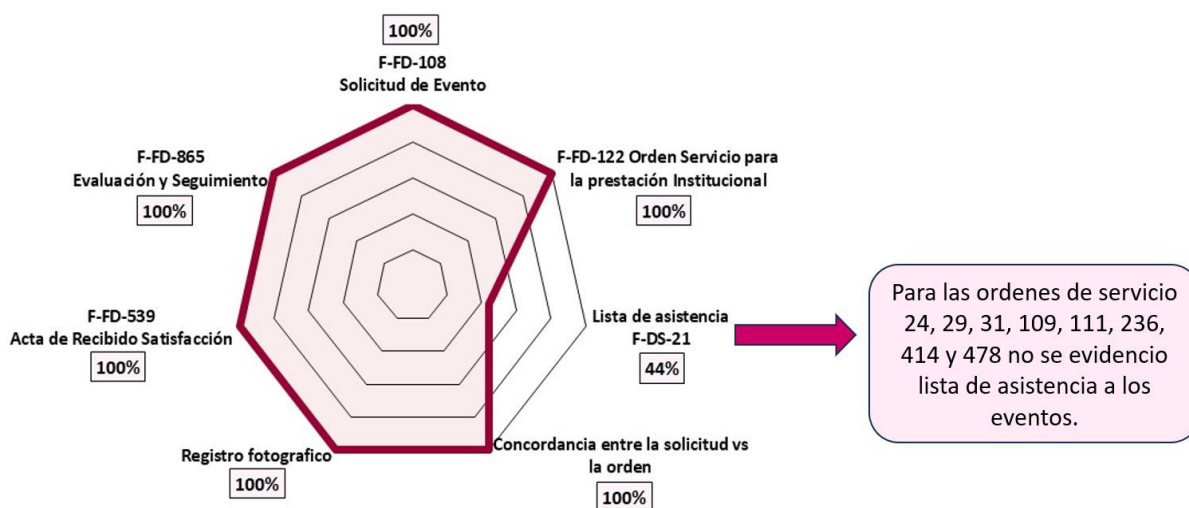 100%
F-FD-108
Solicitud de Evento
F-FD-122 Orden Servicio para
la prestación Institucional
100%
Lista de asistencia
F-DS-21
44%
Para las ordenes de servicio
24, 29, 31, 109, 111, 236,
414 y 478 no se evidencio
lista de asistencia a los
eventos.
Concordancia entre la solicitud vs
la orden
100%
Registro fotografico
100%
F-FD-539
Acta de Recibido Satisfacción
100%
F-FD-865
Evaluación y Seguimiento
100%